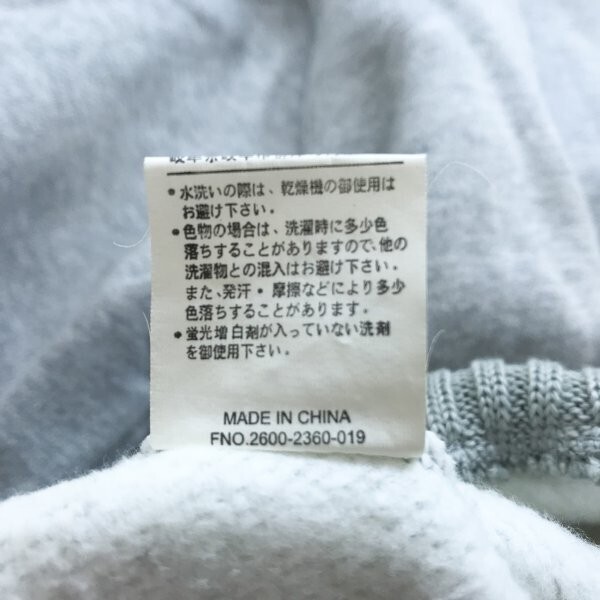 ● 水洗いの際は、乾燥機の御使用は
お避け下さい。
● 色物の場合は、洗濯時に多少色
落ちすることがありますので、他の
洗濯物との混入はお避け下さい。
また、発汗・摩擦などにより多少
色落ちすることがあります。
● 蛍光増白剤が入っていない洗剤
を御使用下さい。
MADE IN CHINA
FNO.2600-2360-019